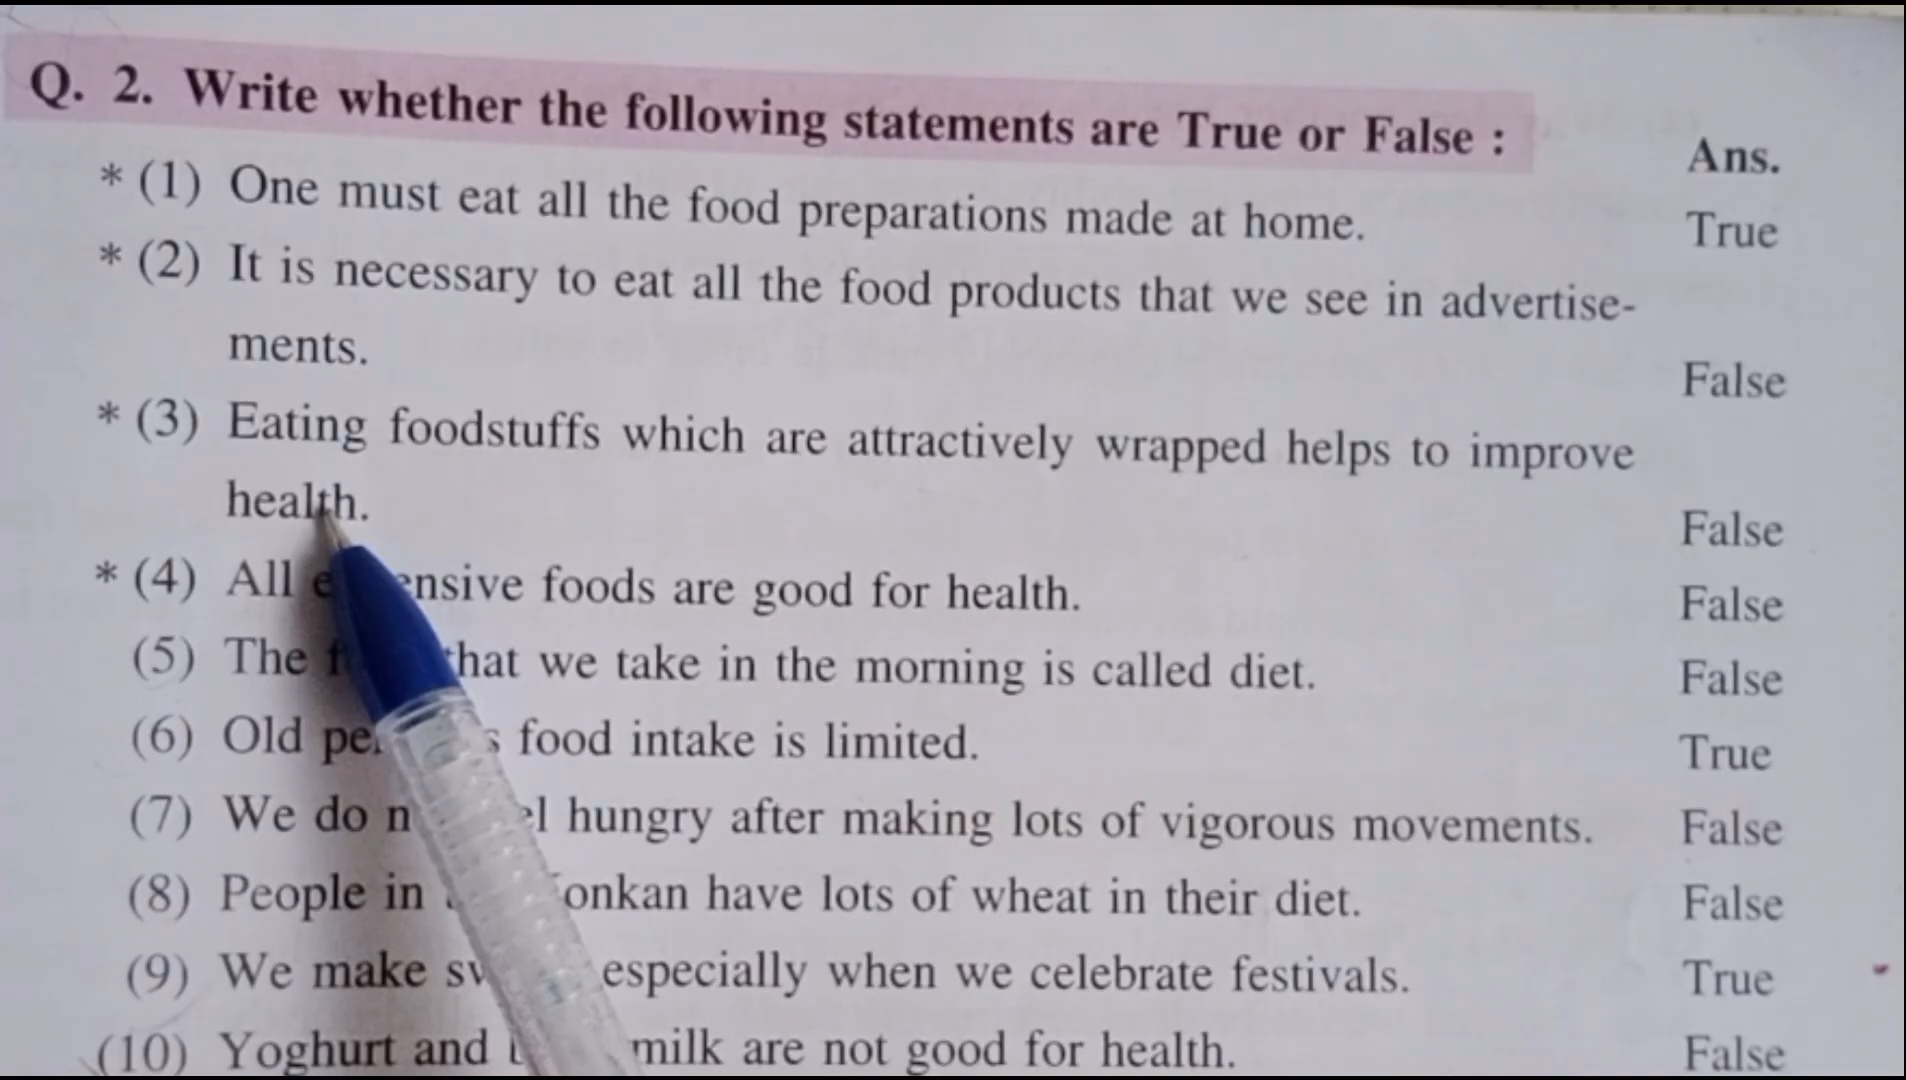 Q. 2. Write whether the following statements are True or False :
Ans.
* (1) One must eat all the food preparations made at home. True
* (2) It is necessary to eat all the food products that we see in advertise-
ments. False
* (3) Eating foodstuffs which are attractively wrapped helps to improve
health. False
* (4) All foods are good for health. False
(5) The that we take in the morning is called diet. False
(6) Old food intake is limited. True
(7) We do hungry after making lots of vigorous movements. False
(8) People in Konkan have lots of wheat in their diet. False
(9) We make especially when we celebrate festivals. True
(10) Yoghurt and milk are not good for health. False